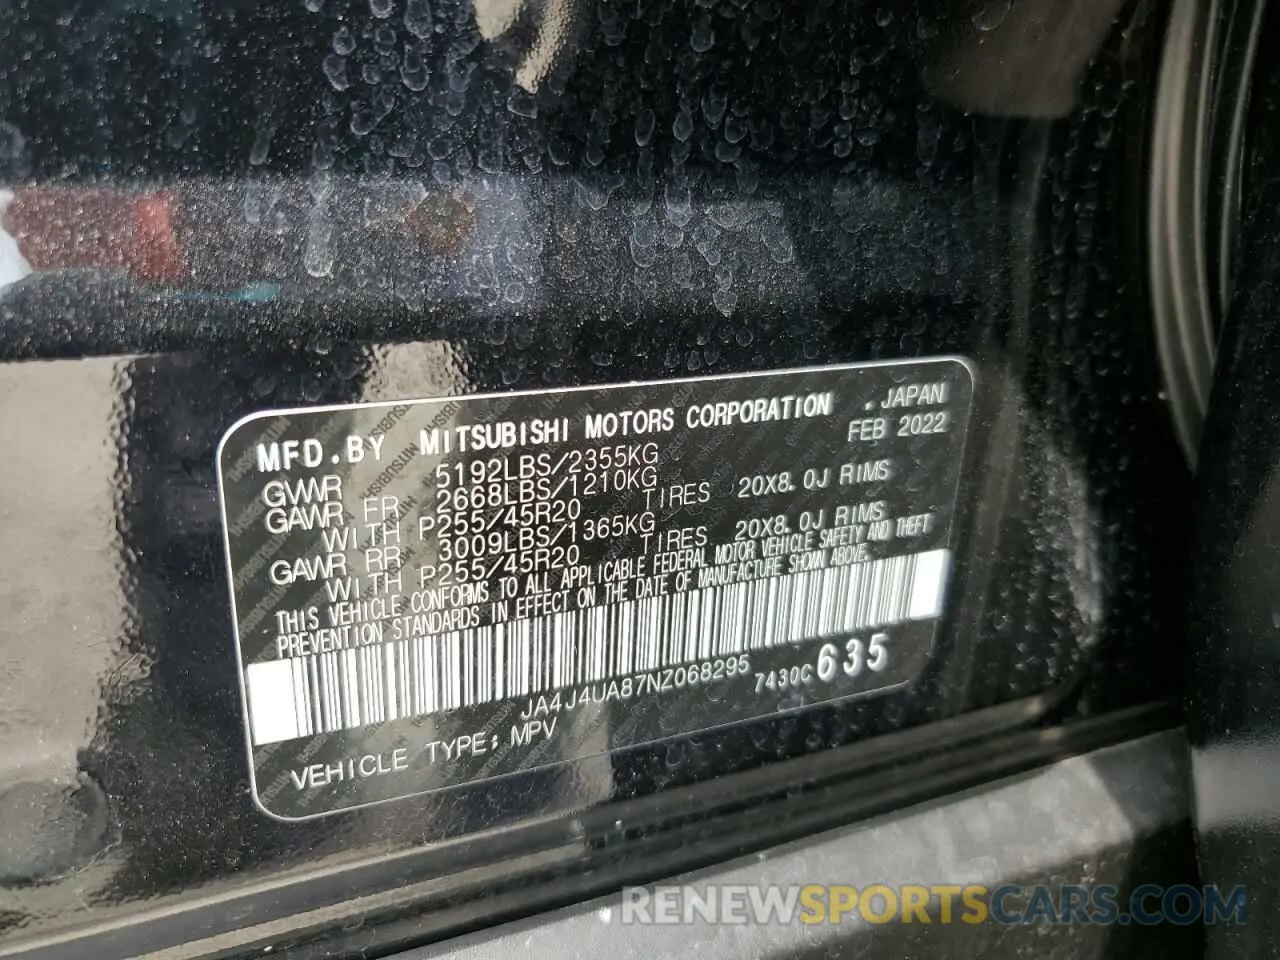 MFD.BY MITSUBISHI MOTORS CORPORATION .JAPAN
FEB 2022
GVWR 5192LBS/2355KG
GAWR FR 2668LBS/1210KG
WITH P255/45R20 TIRES 20X8.0J RIMS
GAWR RR 3009LBS/1365KG
WITH P255/45R20 TIRES 20X8.0J RIMS
THIS VEHICLE CONFORMS TO ALL APPLICABLE FEDERAL MOTOR VEHICLE SAFETY AND THEFT
PREVENTION STANDARDS IN EFFECT ON THE DATE OF MANUFACTURE SHOWN ABOVE.
JA4J4UA87NZ068295 7430C635
VEHICLE TYPE: MPV
RENEWSPORTSCARS.COM